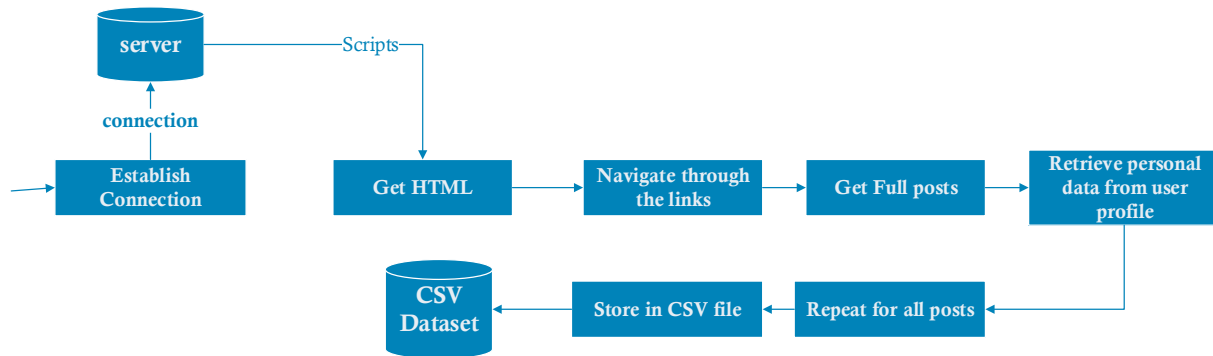 server
Scripts
connection
Establish
Connection
Get HTML
Navigate through
the links
Get Full posts
Retrieve personal
data from user
profile
CSV
Dataset
Store in CSV file
Repeat for all posts